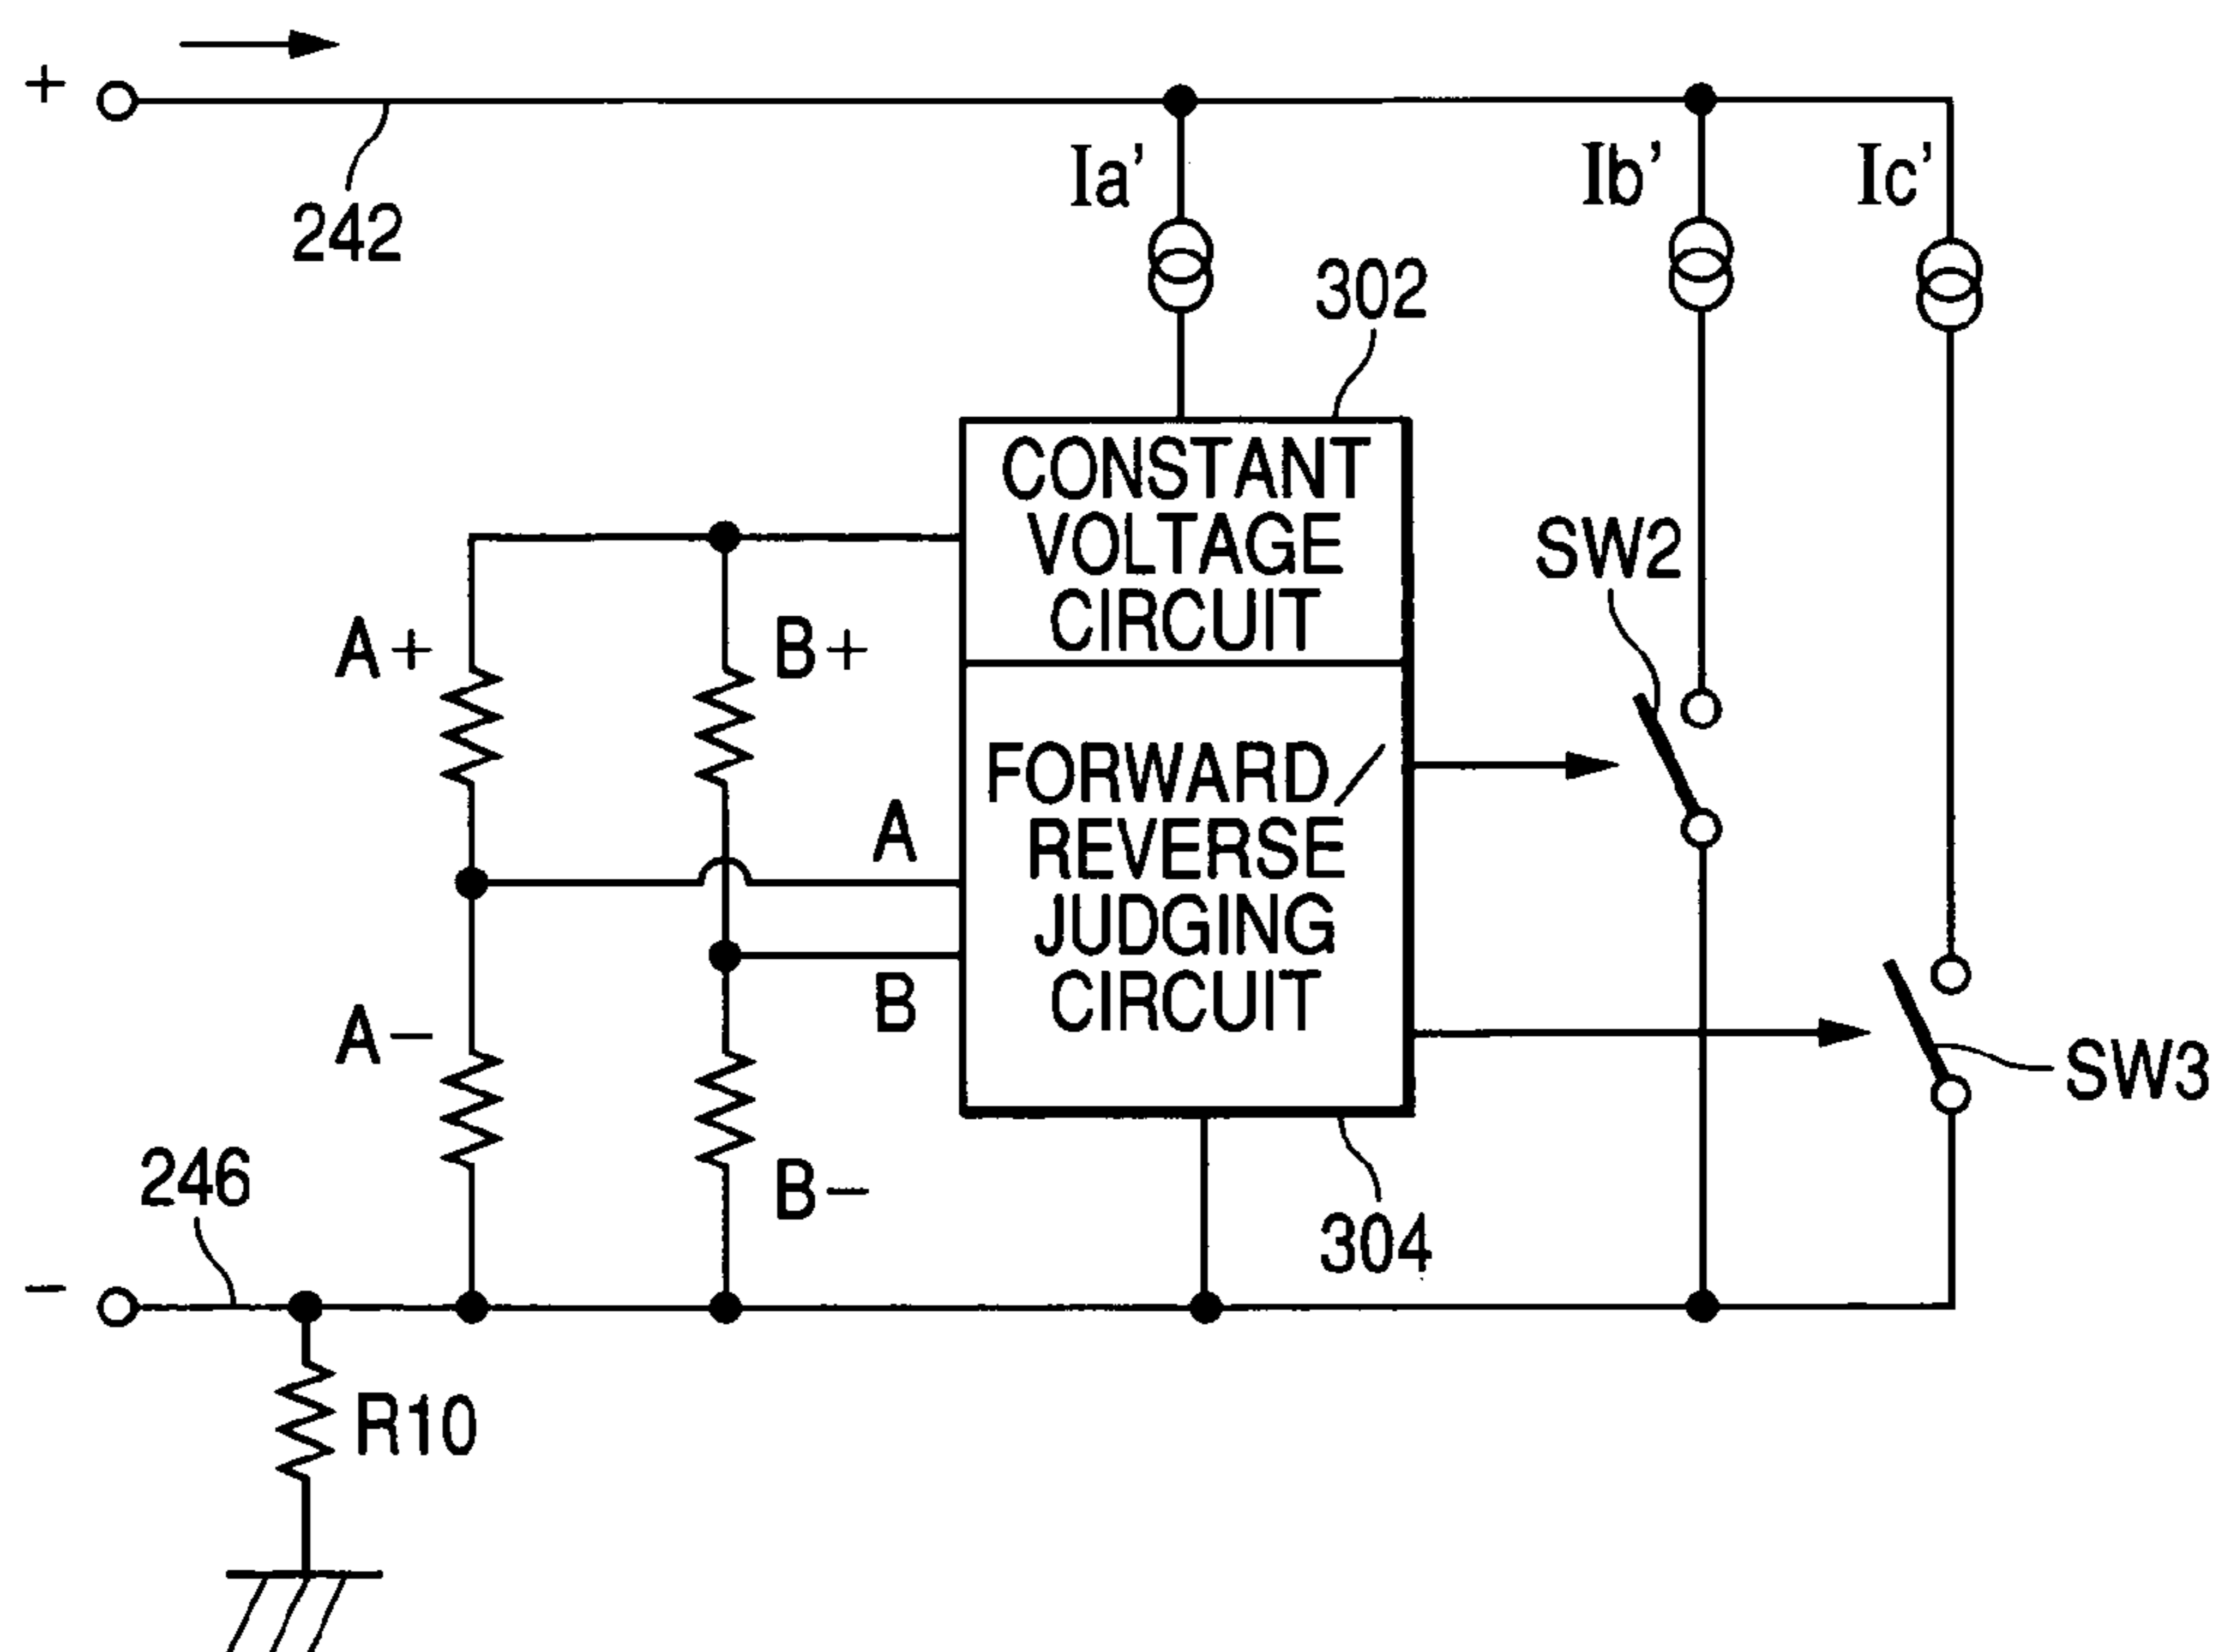 +
Ia’
Ib’
Ic’
242
302
CONSTANT
VOLTAGE
CIRCUIT
SW2
A+
B+
FORWARD/
REVERSE
JUDGING
CIRCUIT
A
B
A−
SW3
B−
246
304
−
R10